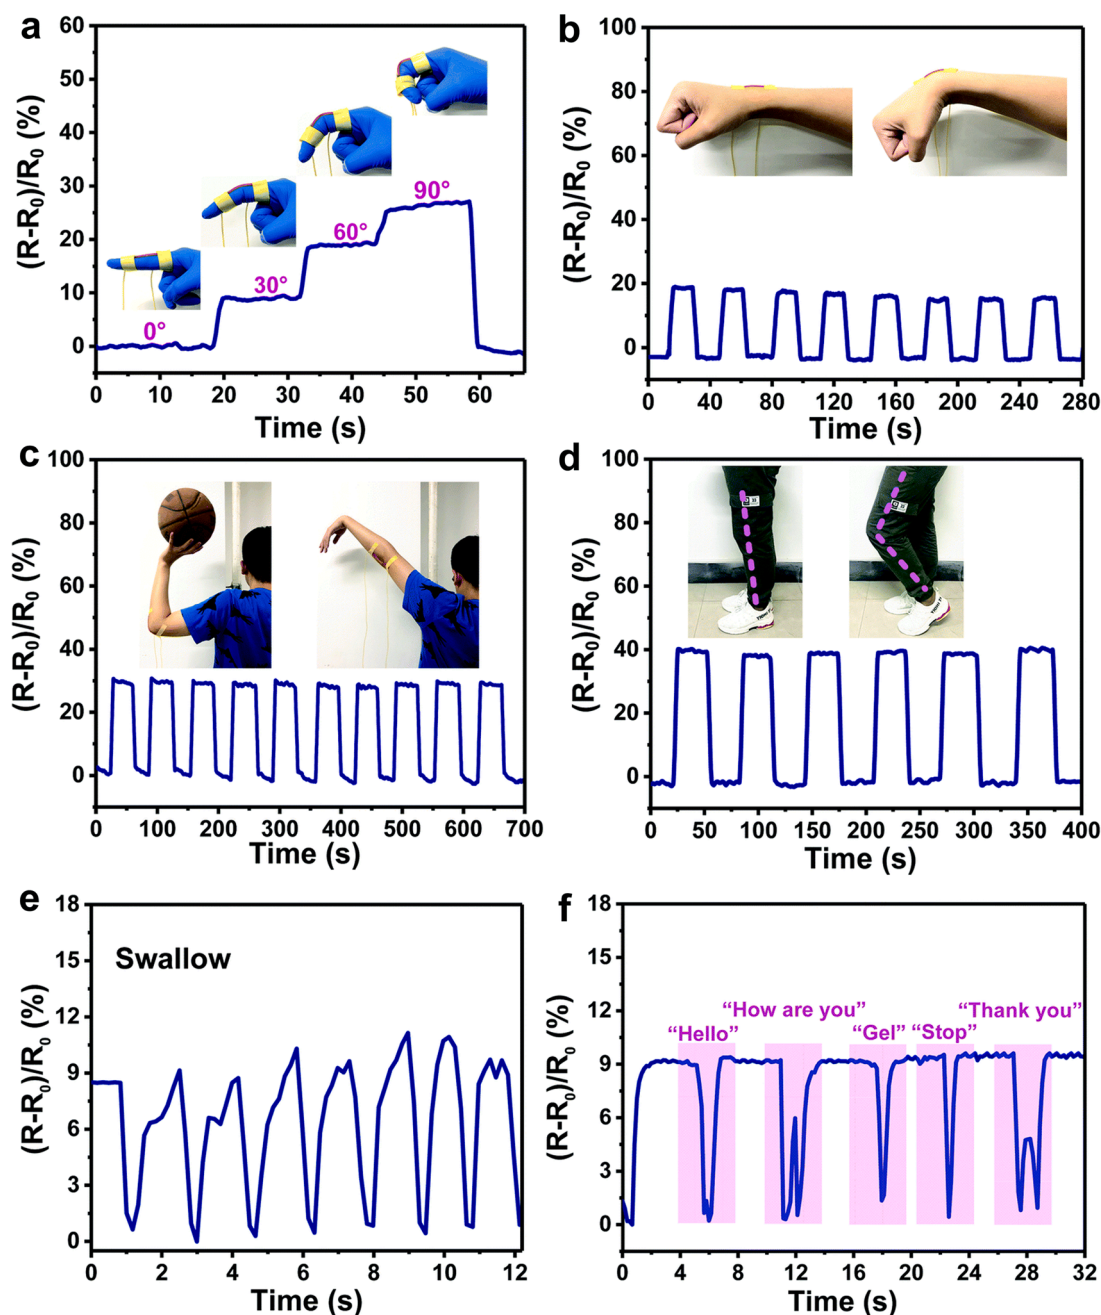 a
60
50
40
30
20
10
0
(R-R₀)/R₀ (%)
0°
30°
60°
90°
0 10 20 30 40 50 60
Time (s)
b
100
80
60
40
20
0
(R-R₀)/R₀ (%)
0 40 80 120 160 200 240 280
Time (s)
c
100
80
60
40
20
0
(R-R₀)/R₀ (%)
0 100 200 300 400 500 600 700
Time (s)
d
100
80
60
40
20
0
(R-R₀)/R₀ (%)
0 50 100 150 200 250 300 350 400
Time (s)
e
18
15
12
9
6
3
0
(R-R₀)/R₀ (%)
Swallow
0 2 4 6 8 10 12
Time (s)
f
18
15
12
9
6
3
0
(R-R₀)/R₀ (%)
“How are you” “Thank you”
“Hello” “Gel” “Stop”
0 4 8 12 16 20 24 28 32
Time (s)